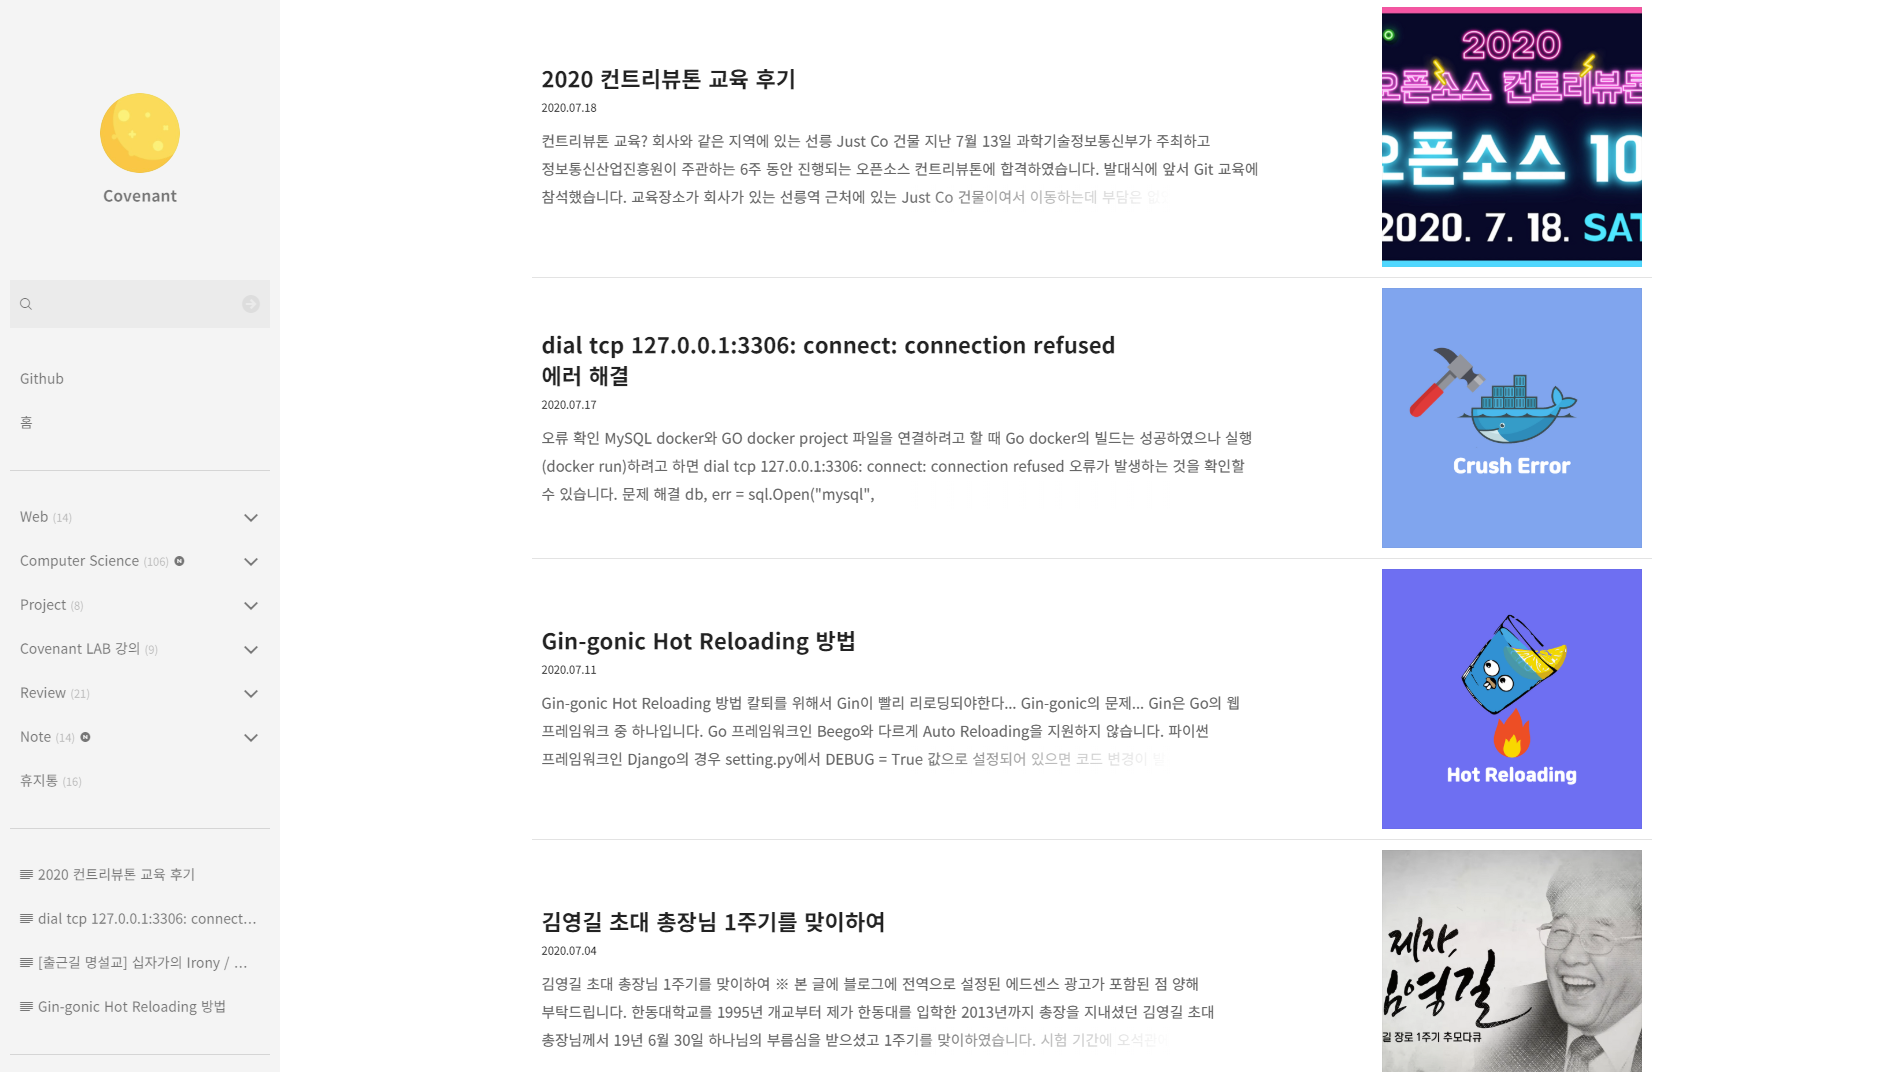 Covenant
Github
홈
Web (14)
Computer Science (106) N
Project (8)
Covenant LAB 강의 (9)
Review (21)
Note (14) N
휴지통 (16)
2020 컨트리뷰톤 교육 후기
dial tcp 127.0.0.1:3306: connect...
[출근길 명설교] 십자가의 Irony / ...
Gin-gonic Hot Reloading 방법
2020 컨트리뷰톤 교육 후기
2020.07.18
컨트리뷰톤 교육? 회사와 같은 지역에 있는 선릉 Just Co 건물 지난 7월 13일 과학기술정보통신부가 주최하고
정보통신산업진흥원이 주관하는 6주 동안 진행되는 오픈소스 컨트리뷰톤에 합격하였습니다. 발대식에 앞서 Git 교육에
참석했습니다. 교육장소가 회사가 있는 선릉역 근처에 있는 Just Co 건물이여서 이동하는데 부담은
2020
오픈소스 컨트리뷰톤
오픈소스 10
2020. 7. 18. SAT
dial tcp 127.0.0.1:3306: connect: connection refused
에러 해결
2020.07.17
오류 확인 MySQL docker와 GO docker project 파일을 연결하려고 할 때 Go docker의 빌드는 성공하였으나 실행
(docker run)하려고 하면 dial tcp 127.0.0.1:3306: connect: connection refused 오류가 발생하는 것을 확인할
수 있습니다. 문제 해결 db, err = sql.Open("mysql",
Crush Error
Gin-gonic Hot Reloading 방법
2020.07.11
Gin-gonic Hot Reloading 방법 칼퇴를 위해서 Gin이 빨리 리로딩되야한다... Gin-gonic의 문제... Gin은 Go의 웹
프레임워크 중 하나입니다. Go 프레임워크인 Beego와 다르게 Auto Reloading을 지원하지 않습니다. 파이썬
프레임워크인 Django의 경우 setting.py에서 DEBUG = True 값으로 설정되어 있으면 코드 변경이
Hot Reloading
김영길 초대 총장님 1주기를 맞이하여
2020.07.04
김영길 초대 총장님 1주기를 맞이하여 ※ 본 글에 블로그에 전역으로 설정된 에드센스 광고가 포함된 점 양해
부탁드립니다. 한동대학교를 1995년 개교부터 제가 한동대를 입학한 2013년까지 총장을 지내셨던 김영길 초대
총장님께서 19년 6월 30일 하나님의 부름심을 받으셨고 1주기를 맞이하였습니다. 시험 기간에
제자,
김영길
길 장로 1주기 추모다큐